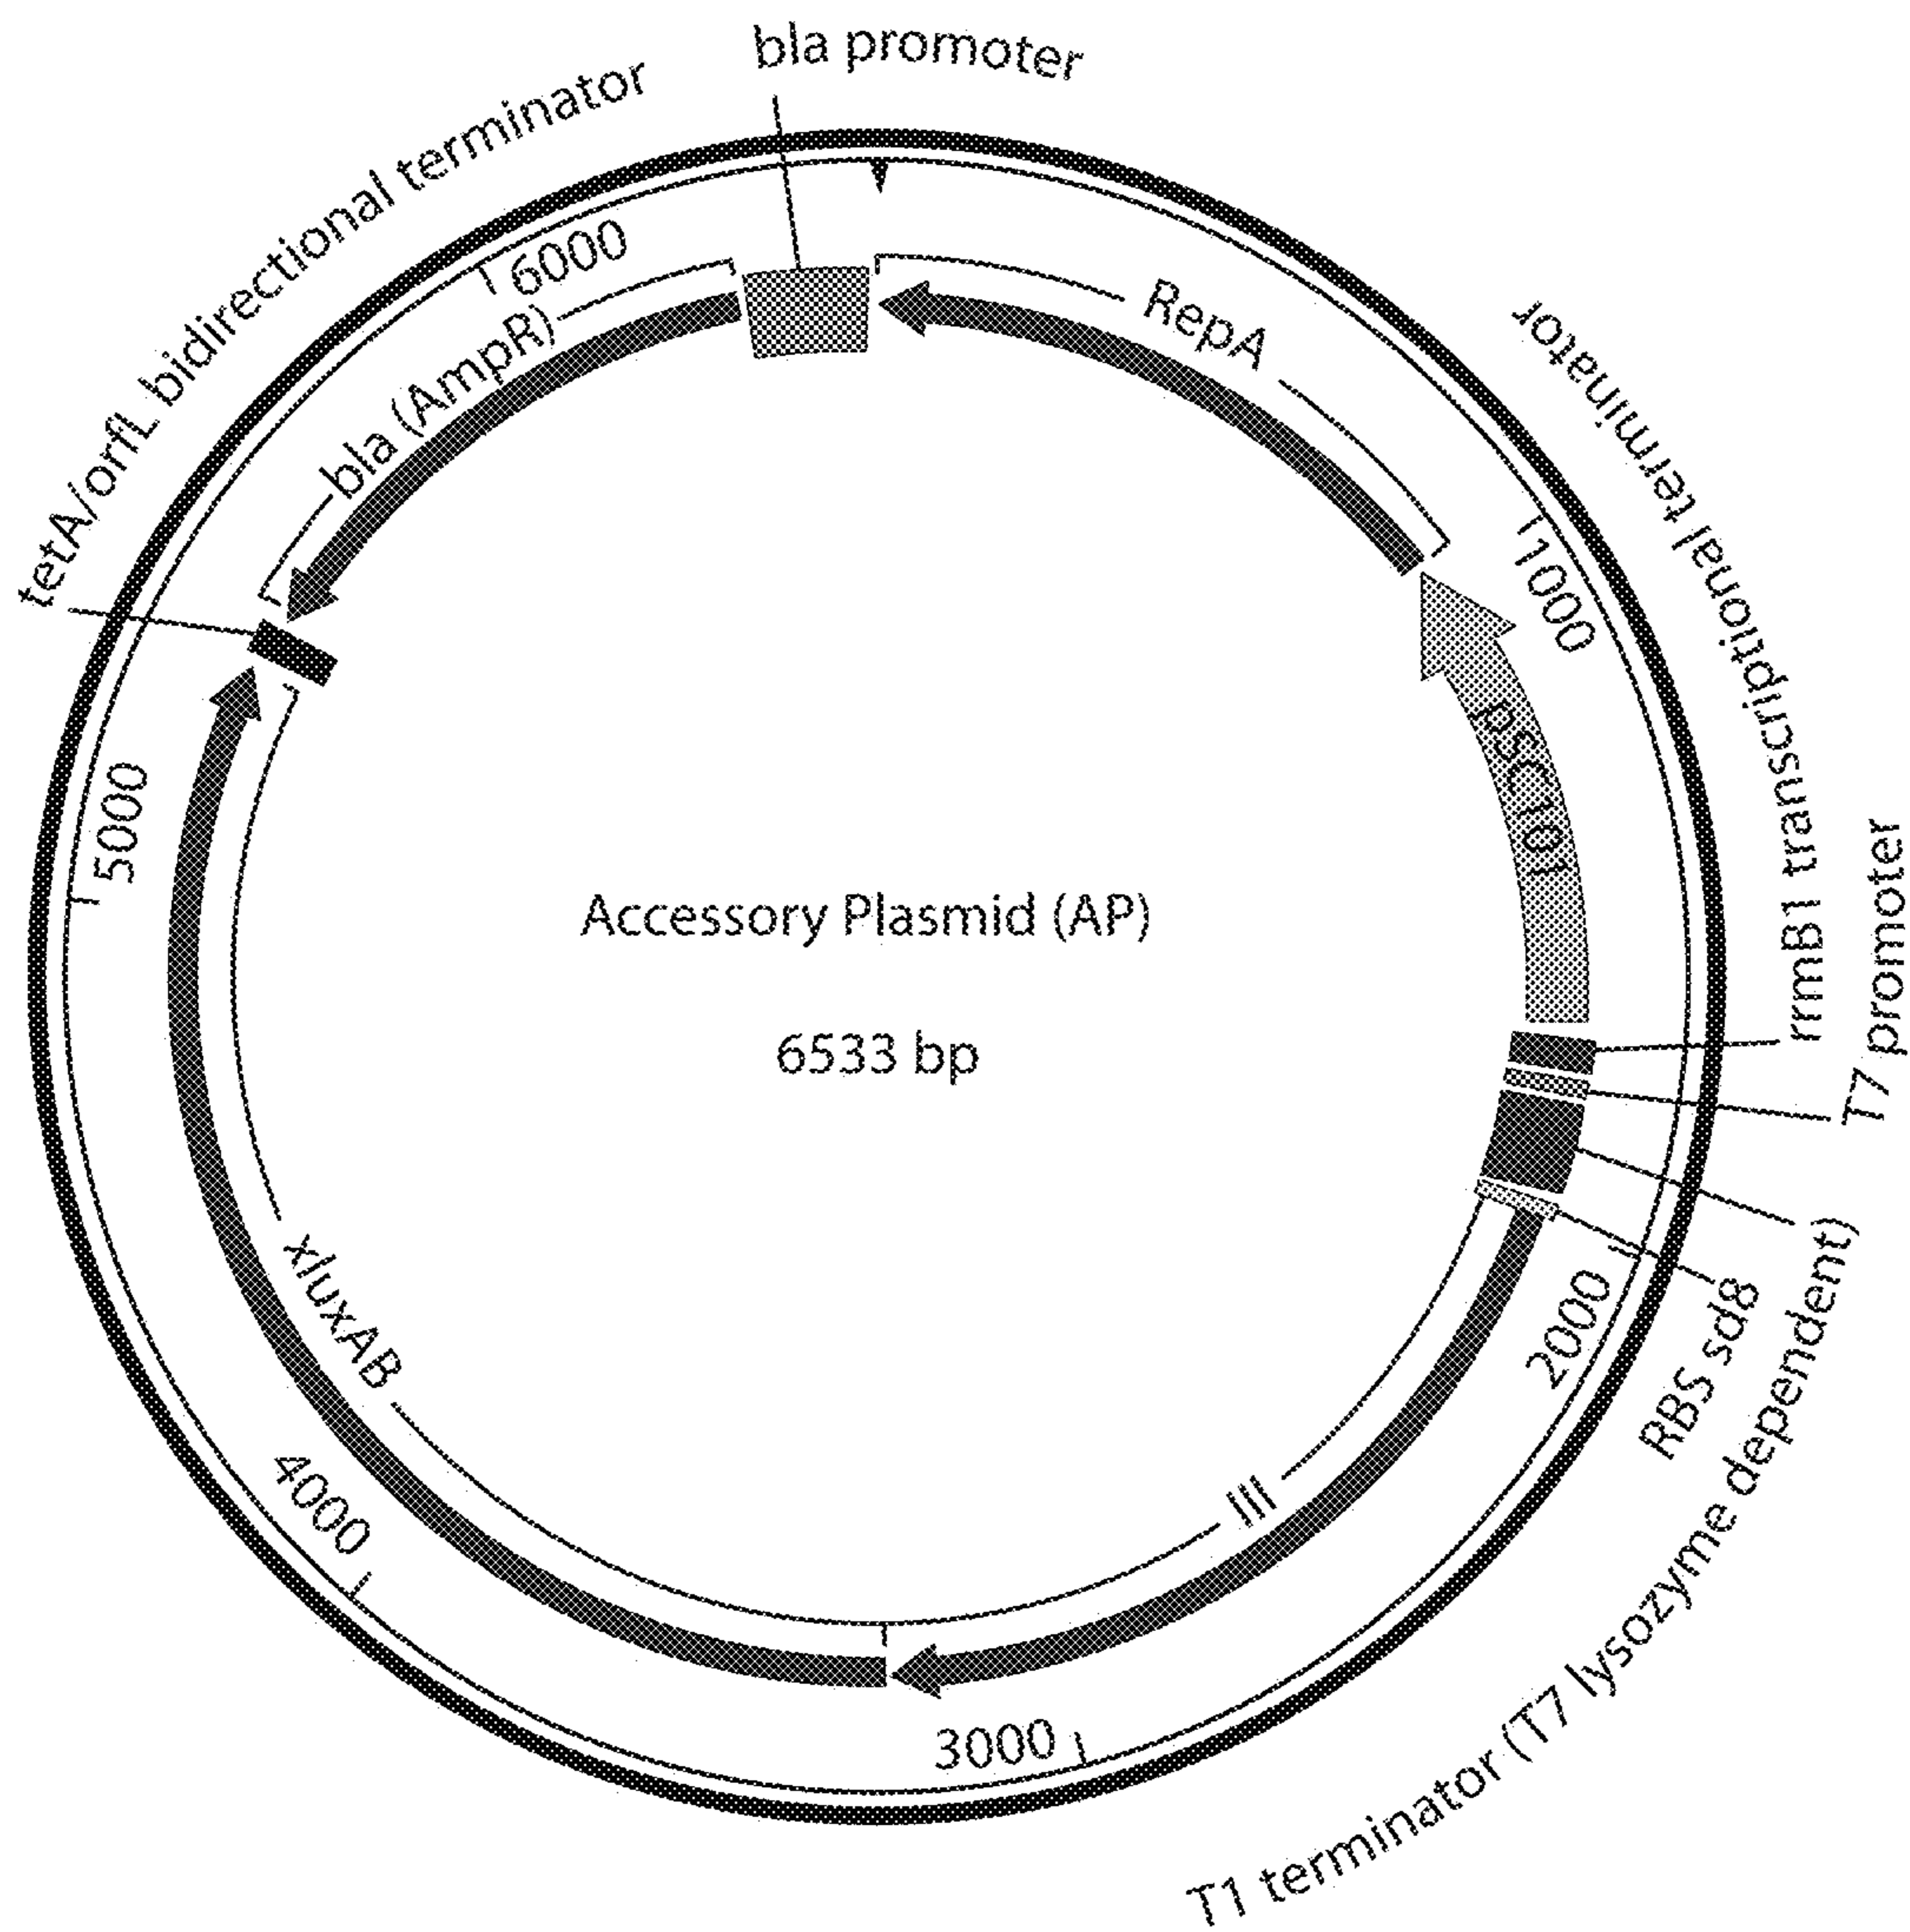 bla promoter
tetA/orfL bidirectional terminator
6000
bla (AmpR)
RepA
rrmB1 transcriptional terminator
1000
pSC101
T7 promoter
5000
Accessory Plasmid (AP)
6533 bp
xluxAB
2000
RBS sd8
T1 terminator (T7 lysozyme dependent)
III
4000
3000